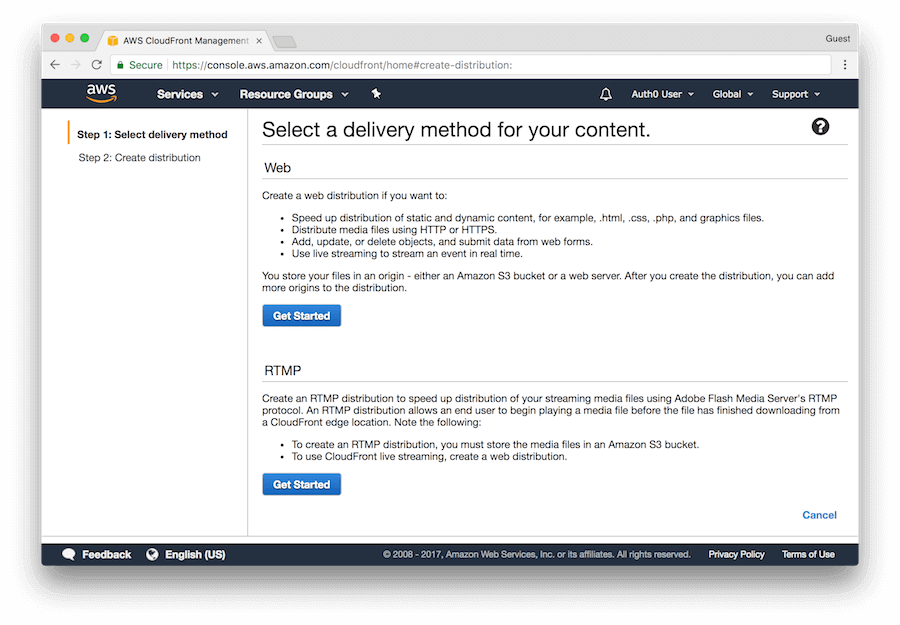 AWS CloudFront Management
Guest
Secure https://console.aws.amazon.com/cloudfront/home#create-distribution:
aws Services Resource Groups Auth0 User Global Support
Step 1: Select delivery method
Step 2: Create distribution
Select a delivery method for your content.
Web
Create a web distribution if you want to:
• Speed up distribution of static and dynamic content, for example, .html, .css, .php, and graphics files.
• Distribute media files using HTTP or HTTPS.
• Add, update, or delete objects, and submit data from web forms.
• Use live streaming to stream an event in real time.
You store your files in an origin - either an Amazon S3 bucket or a web server. After you create the distribution, you can add
more origins to the distribution.
Get Started
RTMP
Create an RTMP distribution to speed up distribution of your streaming media files using Adobe Flash Media Server's RTMP
protocol. An RTMP distribution allows an end user to begin playing a media file before the file has finished downloading from
a CloudFront edge location. Note the following:
• To create an RTMP distribution, you must store the media files in an Amazon S3 bucket.
• To use CloudFront live streaming, create a web distribution.
Get Started
Cancel
Feedback English (US) © 2008 - 2017, Amazon Web Services, Inc. or its affiliates. All rights reserved. Privacy Policy Terms of Use